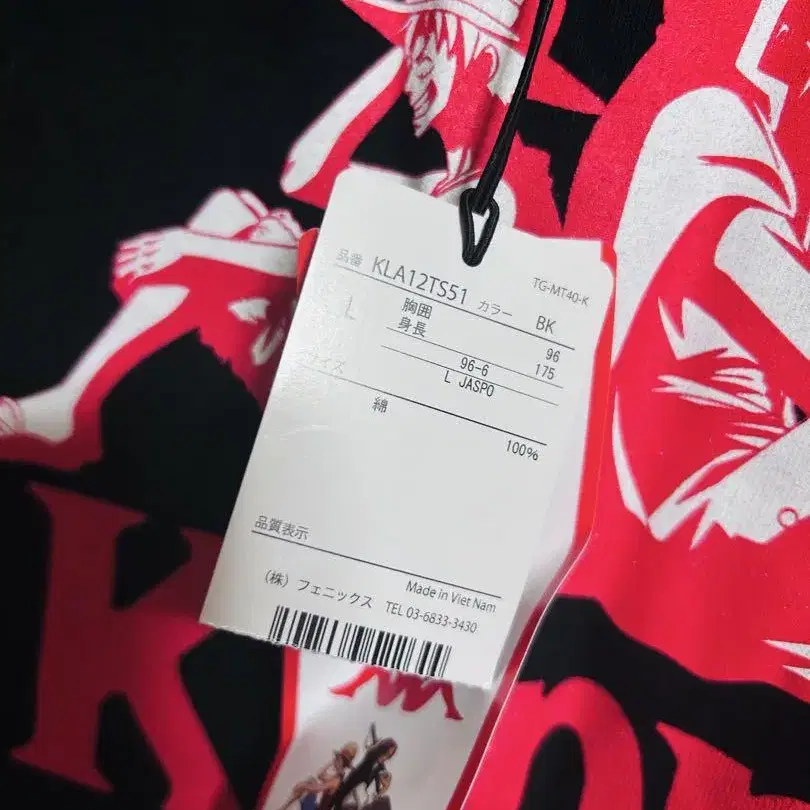 品番 KLA12TS51 カラー BK
TG-MT40-K
L
胸囲 96
身長 175
96-6
L JASPO
サイズ
綿 100%
品質表示
Made in Viet Nam
(株) フェニックス TEL 03-6833-3430
K